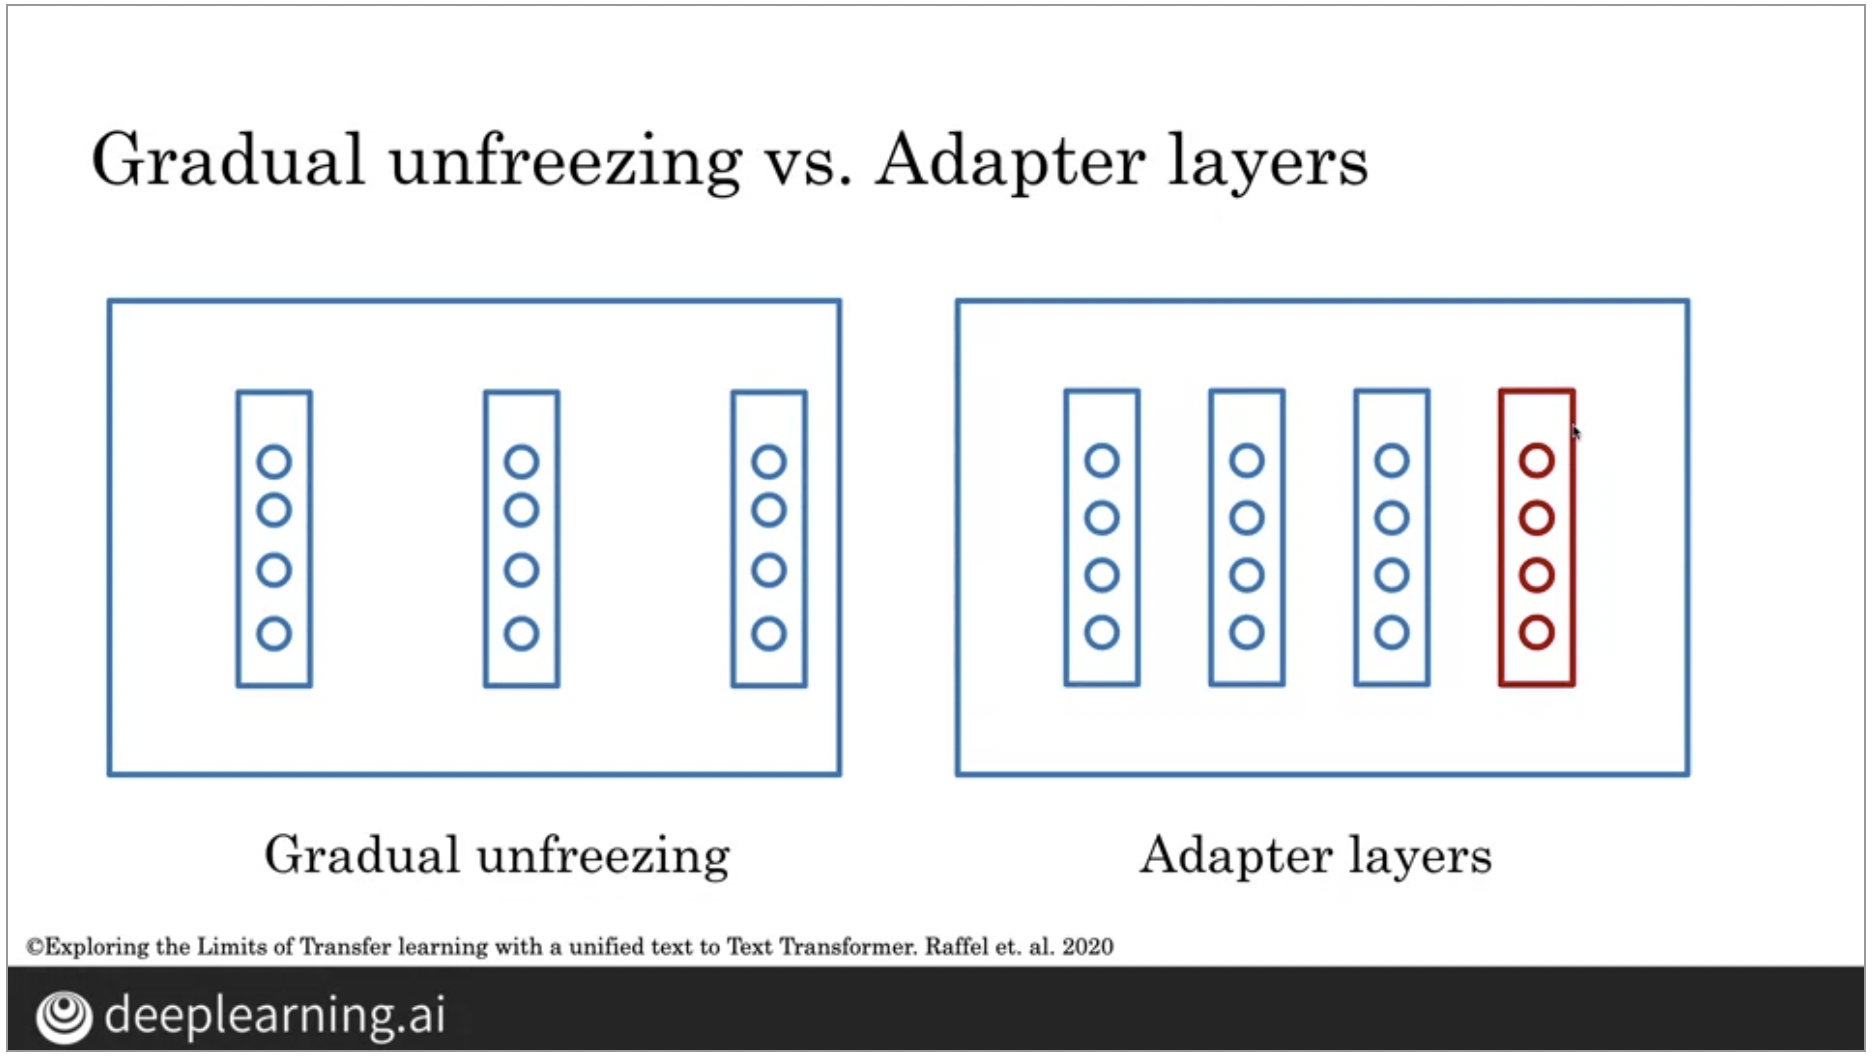 Gradual unfreezing vs. Adapter layers
Gradual unfreezing
Adapter layers
©Exploring the Limits of Transfer learning with a unified text to Text Transformer. Raffel et. al. 2020
deeplearning.ai